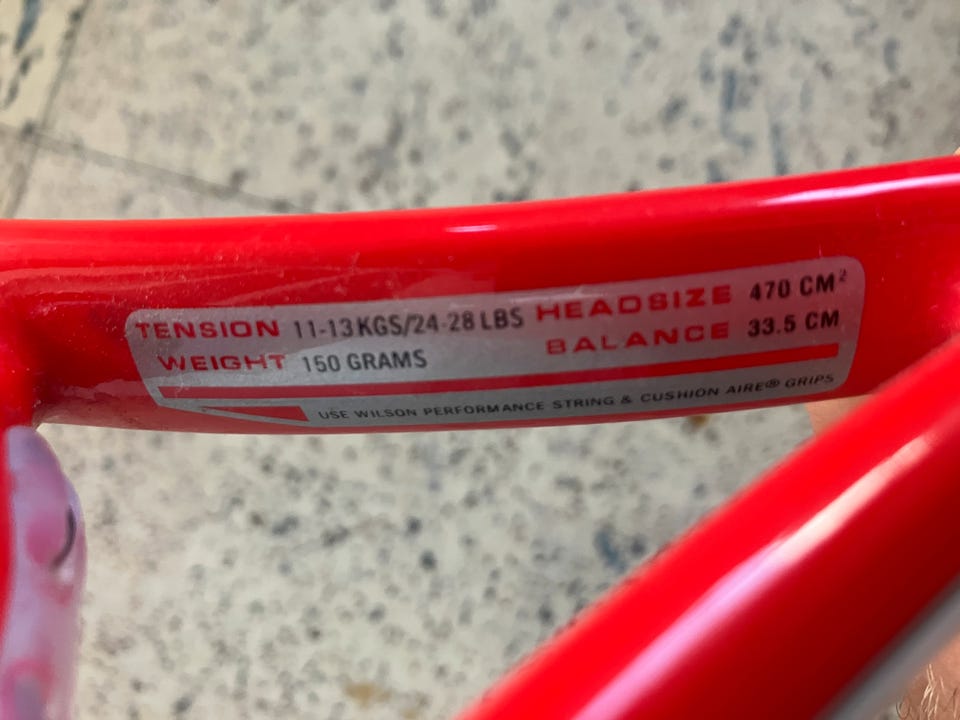 TENSION 11-13 KGS/24-28 LBS HEADSIZE 470 CM²
WEIGHT 150 GRAMS BALANCE 33.5 CM
USE WILSON PERFORMANCE STRING & CUSHION AIRE® GRIPS